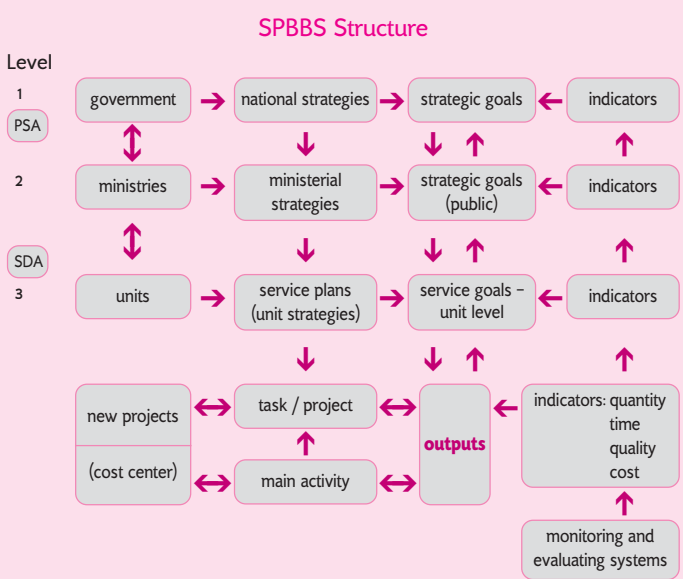 SPBBS Structure
Level
1
PSA
government
national strategies
strategic goals
indicators
2
ministries
ministerial
strategies
strategic goals
(public)
indicators
SDA
3
units
service plans
(unit strategies)
service goals –
unit level
indicators
new projects
(cost center)
task / project
main activity
outputs
indicators: quantity
time
quality
cost
monitoring and
evaluating systems